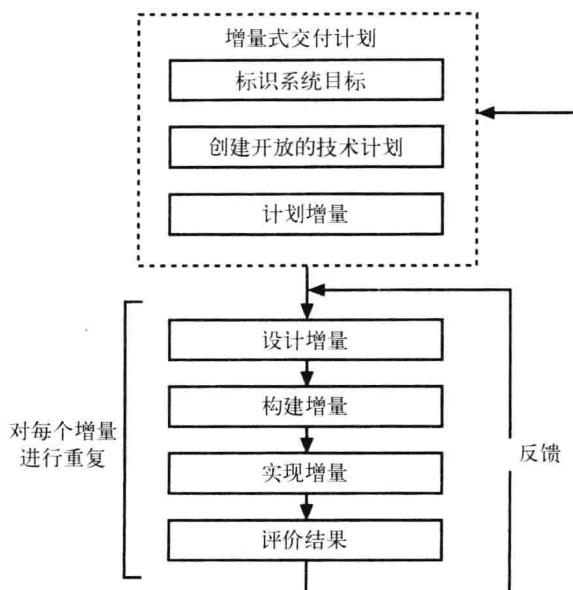 增量式交付计划
标识系统目标
创建开放的技术计划
计划增量
设计增量
构建增量
实现增量
评价结果
对每个增量
进行重复
反馈